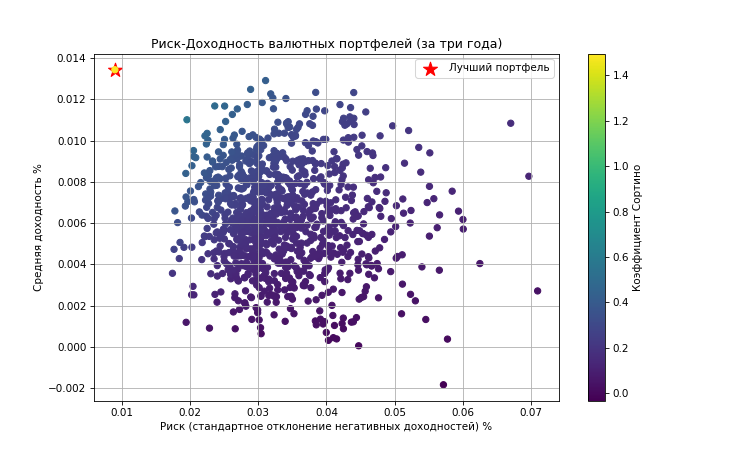 Риск-Доходность валютных портфелей (за три года)
Лучший портфель
Средняя доходность %
0.014
0.012
0.010
0.008
0.006
0.004
0.002
0.000
−0.002
0.01 0.02 0.03 0.04 0.05 0.06 0.07
Риск (стандартное отклонение негативных доходностей) %
1.4
1.2
1.0
0.8
0.6
0.4
0.2
0.0
Коэффициент Сортино